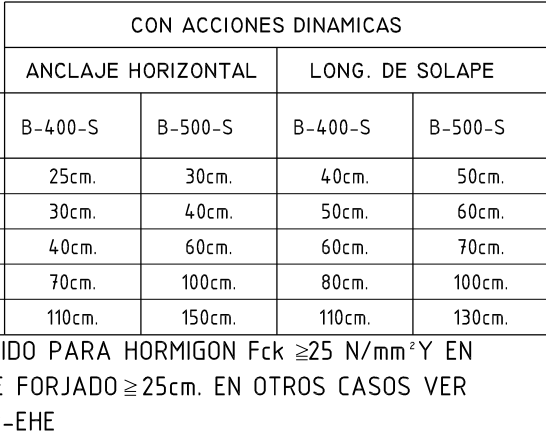 CON ACCIONES DINAMICAS
ANCLAJE HORIZONTAL LONG. DE SOLAPE
B-400-S B-500-S B-400-S B-500-S
25cm. 30cm. 40cm. 50cm.
30cm. 40cm. 50cm. 60cm.
40cm. 60cm. 60cm. 70cm.
70cm. 100cm. 80cm. 100cm.
110cm. 150cm. 110cm. 130cm.
IDO PARA HORMIGON Fck ≧25 N/mm²Y EN
E FORJADO ≧25cm. EN OTROS CASOS VER
-EHE